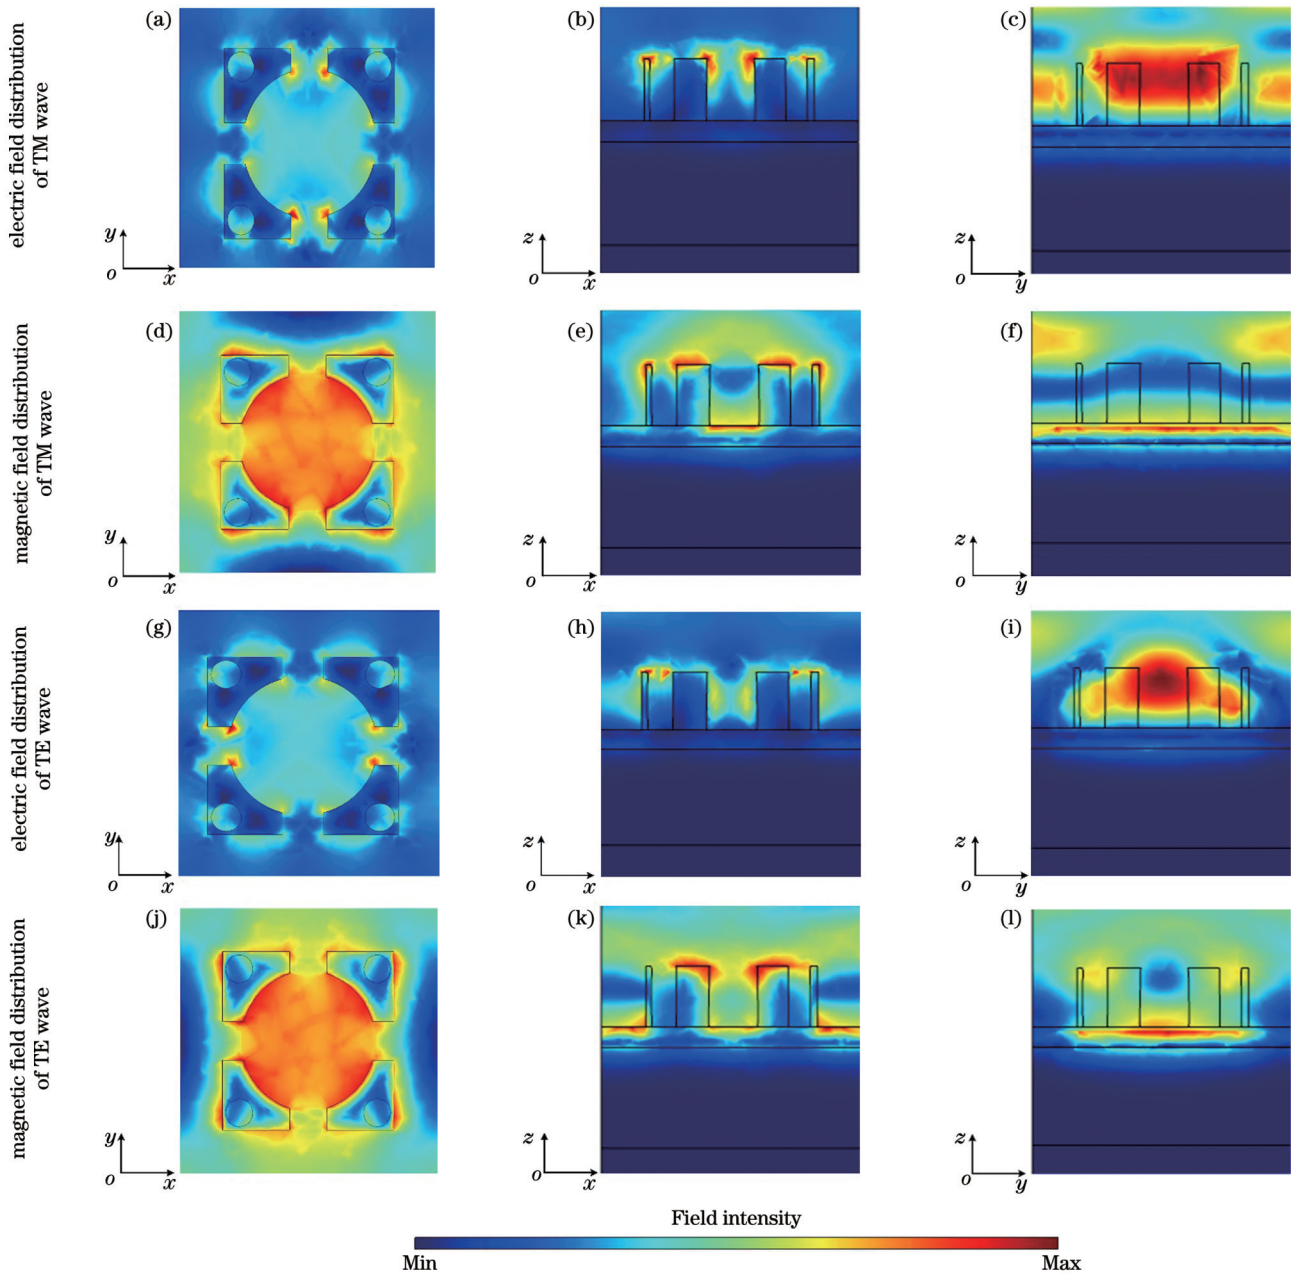 electric field distribution
of TM wave
(a)
y
o
x
(b)
z
o
x
(c)
z
o
y
magnetic field distribution
of TM wave
(d)
y
o
x
(e)
z
o
x
(f)
z
o
y
electric field distribution
of TE wave
(g)
y
o
x
(h)
z
o
x
(i)
z
o
y
magnetic field distribution
of TE wave
(j)
y
o
x
(k)
z
o
x
(l)
z
o
y
Field intensity
Min
Max